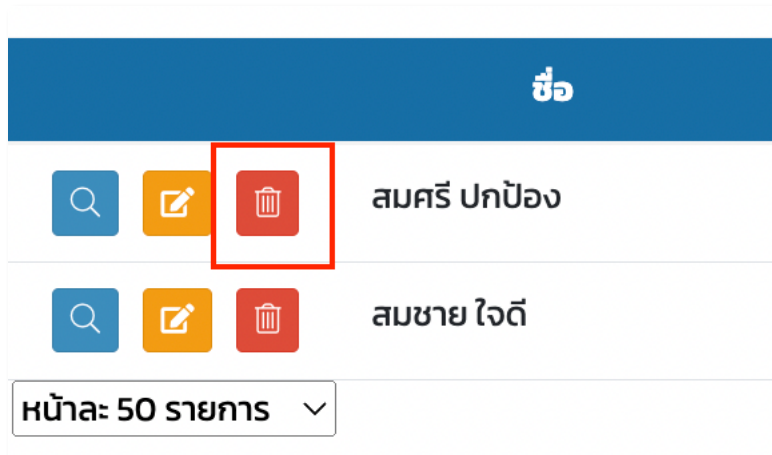 ชื่อ
สมศรี ปกป้อง
สมชาย ใจดี
หน้าละ 50 รายการ